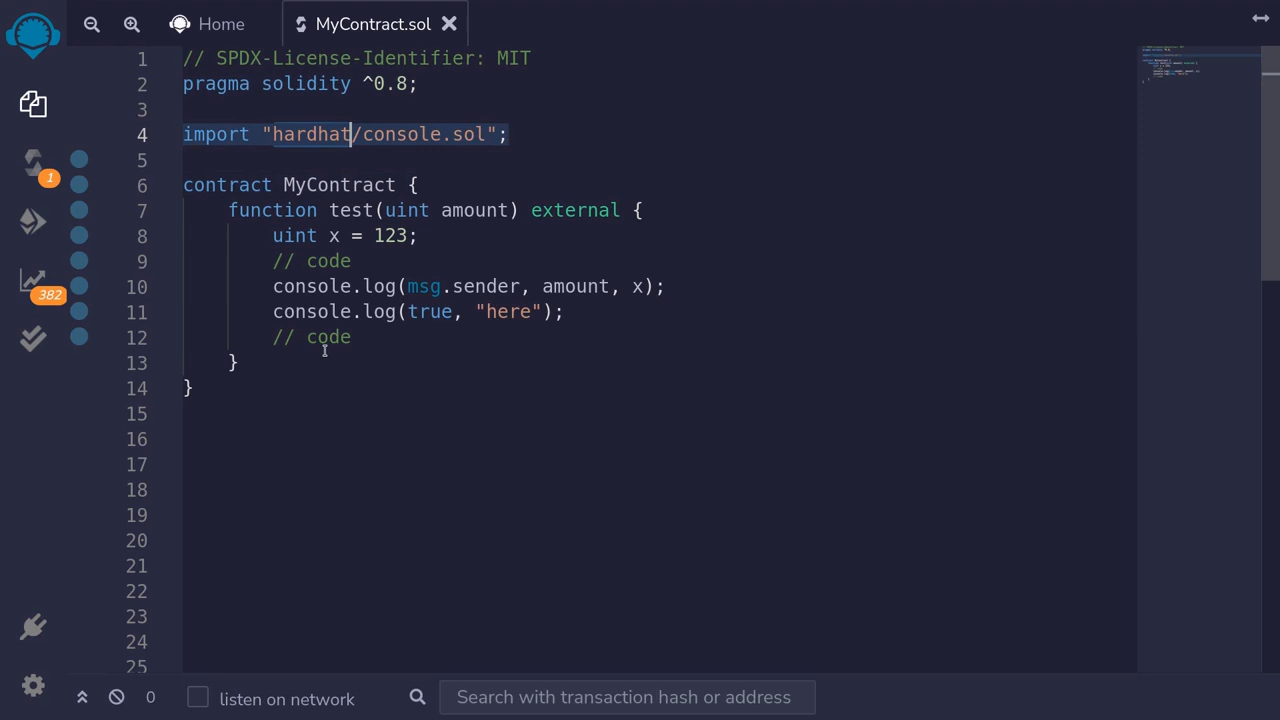 Home
MyContract.sol
1 // SPDX-License-Identifier: MIT
2 pragma solidity ^0.8;
3
4 import "hardhat/console.sol";
5
6 contract MyContract {
7     function test(uint amount) external {
8         uint x = 123;
9         // code
10         console.log(msg.sender, amount, x);
11         console.log(true, "here");
12         // code
13     }
14 }
15
16
17
18
19
20
21
22
23
24
25
1
382
0 listen on network Search with transaction hash or address